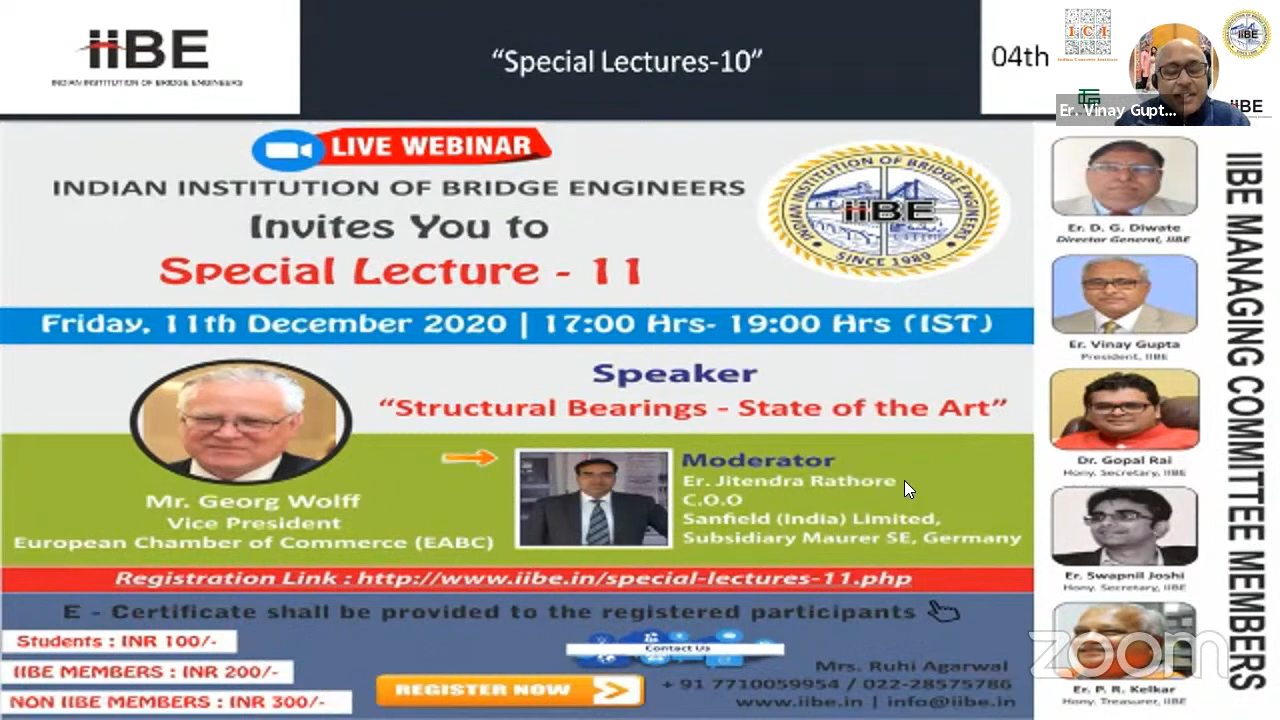 iiBE
INDIAN INSTITUTION OF BRIDGE ENGINEERS
“Special Lectures-10”
04th
ICI
Indian Concrete Institute
iiBE
Er. Vinay Gupt...
iiBE
LIVE WEBINAR
INDIAN INSTITUTION OF BRIDGE ENGINEERS
Invites You to
Special Lecture - 11
INDIAN INSTITUTION OF BRIDGE ENGINEERS
iiBE
SINCE 1989
Friday, 11th December 2020 | 17:00 Hrs- 19:00 Hrs (IST)
Speaker
“Structural Bearings - State of the Art”
Mr. Georg Wolff
Vice President
European Chamber of Commerce (EABC)
Moderator
Er. Jitendra Rathore
C.O.O
Sanfield (India) Limited,
Subsidiary Maurer SE, Germany
Registration Link : http://www.iibe.in/special-lectures-11.php
E - Certificate shall be provided to the registered participants
Students : INR 100/-
IIBE MEMBERS : INR 200/-
NON IIBE MEMBERS : INR 300/-
REGISTER NOW
Contact Us
Mrs. Ruhi Agarwal
+ 91 7710059954 / 022-28575786
www.iibe.in | info@iibe.in
Er. D. G. Diwate
Director General, IIBE
Er. Vinay Gupta
President, IIBE
Dr. Gopal Rai
Hony. Secretary, IIBE
Er. Swapnil Joshi
Hony. Secretary, IIBE
Er. P. R. Kelkar
Hony. Treasurer, IIBE
IIBE MANAGING COMMITTEE MEMBERS
zoom